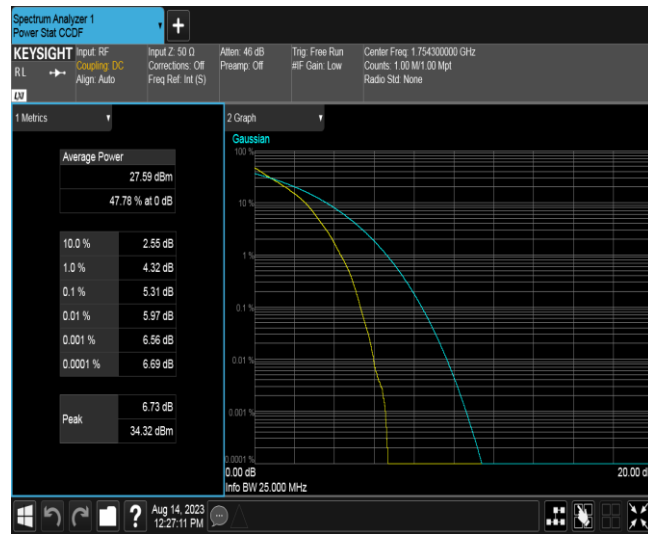 Spectrum Analyzer 1
Power Stat CCDF
+
KEYSIGHT
RL
LXI
Input: RF
Coupling: DC
Align: Auto
Input Z: 50 Ω
Corrections: Off
Freq Ref: Int (S)
Atten: 46 dB
Preamp: Off
Trig: Free Run
#IF Gain: Low
Center Freq: 1.754300000 GHz
Counts: 1.00 M/1.00 Mpt
Radio Std: None
1 Metrics
Average Power
27.59 dBm
47.78 % at 0 dB
10.0 % 2.55 dB
1.0 % 4.32 dB
0.1 % 5.31 dB
0.01 % 5.97 dB
0.001 % 6.56 dB
0.0001 % 6.69 dB
Peak
6.73 dB
34.32 dBm
2 Graph
Gaussian
100 %
10 %
1 %
0.1 %
0.01 %
0.001 %
0.0001 %
0.00 dB
20.00 d
Info BW 25.000 MHz
?
Aug 14, 2023
12:27:11 PM